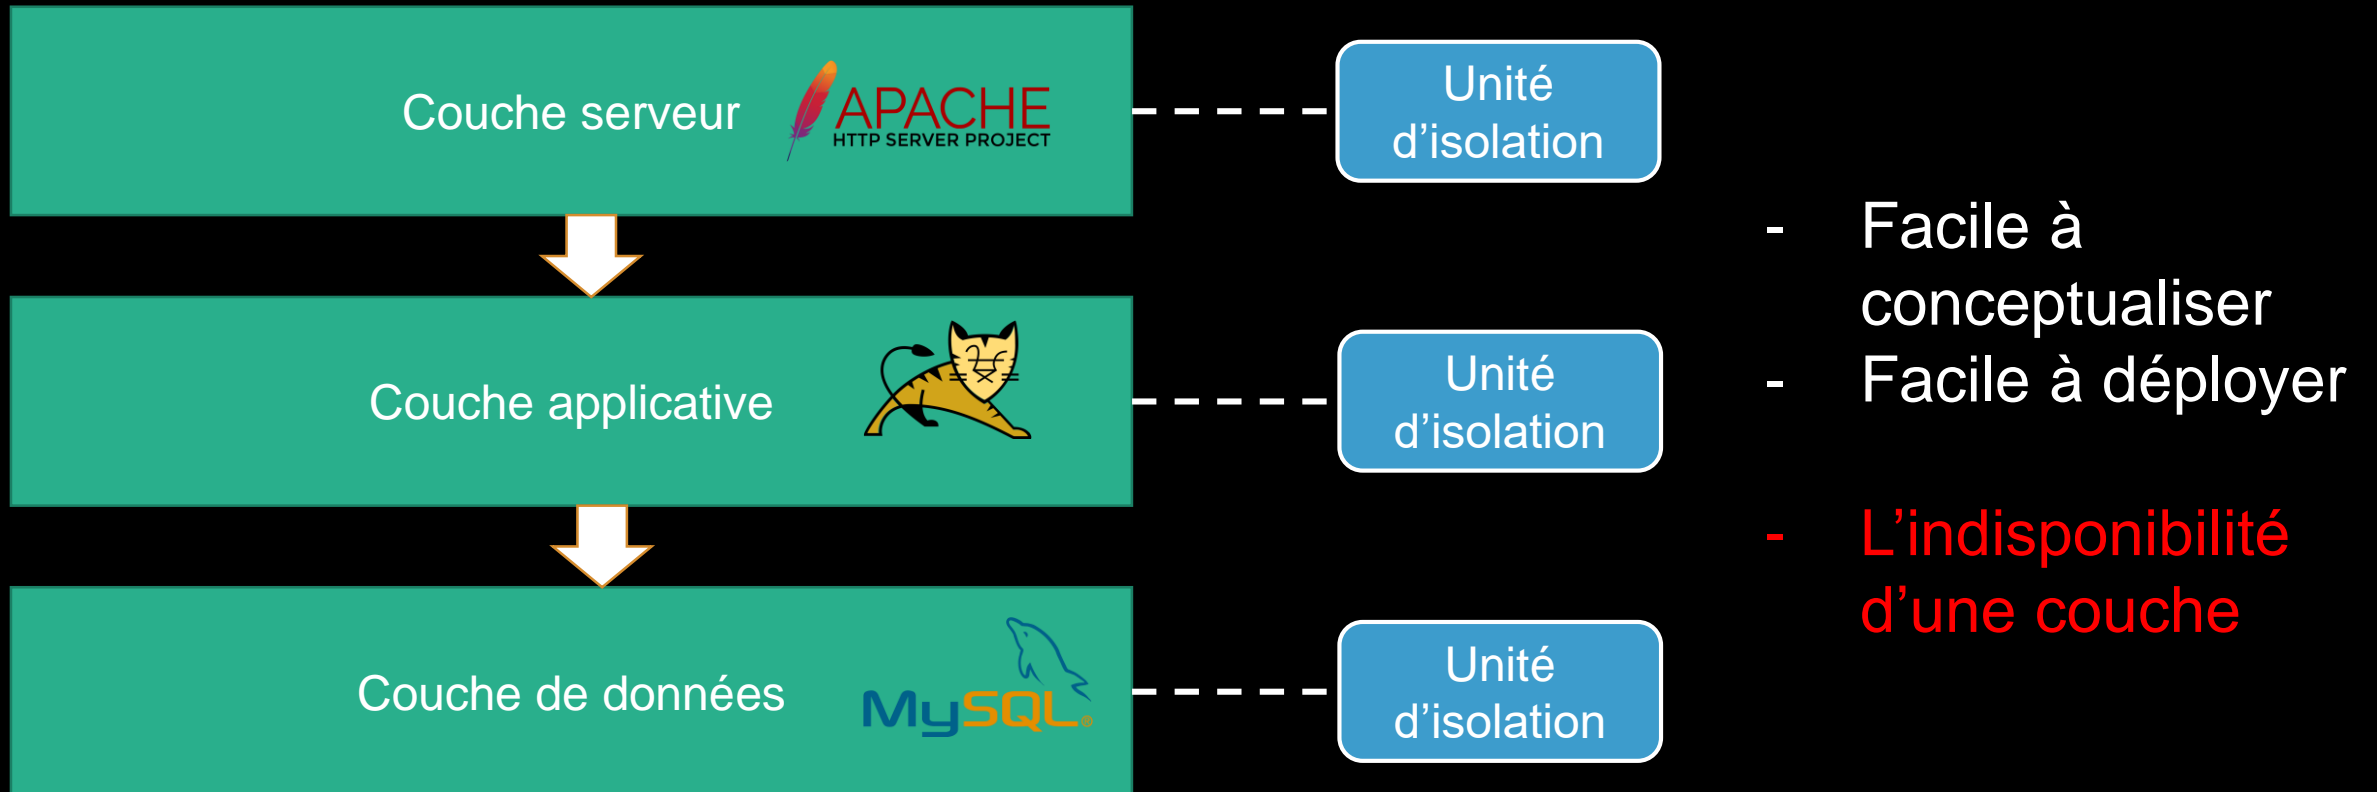 Couche serveur
APACHE
HTTP SERVER PROJECT
Unité
d’isolation
Couche applicative
Unité
d’isolation
Couche de données
MySQL®
Unité
d’isolation
- Facile à
conceptualiser
- Facile à déployer
- L’indisponibilité
d’une couche